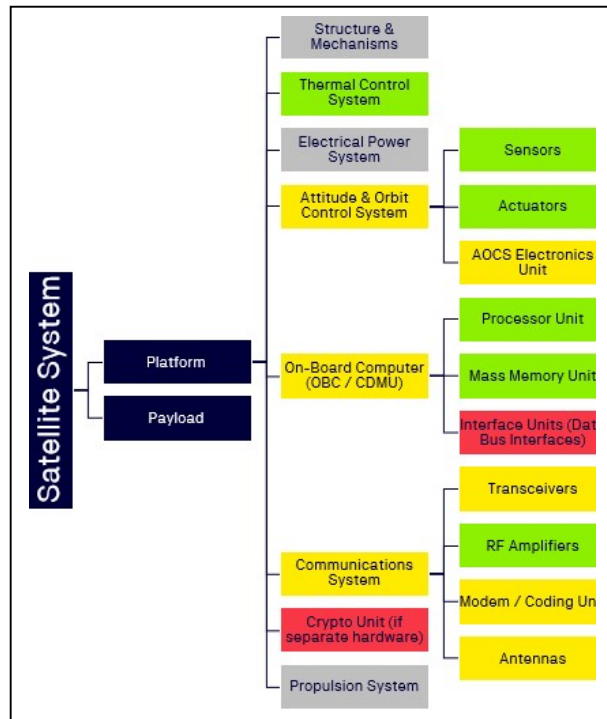 Satellite System
Platform
Payload
Structure &
Mechanisms
Thermal Control
System
Electrical Power
System
Attitude & Orbit
Control System
Sensors
Actuators
AOCS Electronics
Unit
On-Board Computer
(OBC / CDMU)
Processor Unit
Mass Memory Unit
Interface Units (Dat
Bus Interfaces)
Communications
System
Transceivers
RF Amplifiers
Modem / Coding Un
Antennas
Crypto Unit (if
separate hardware)
Propulsion System